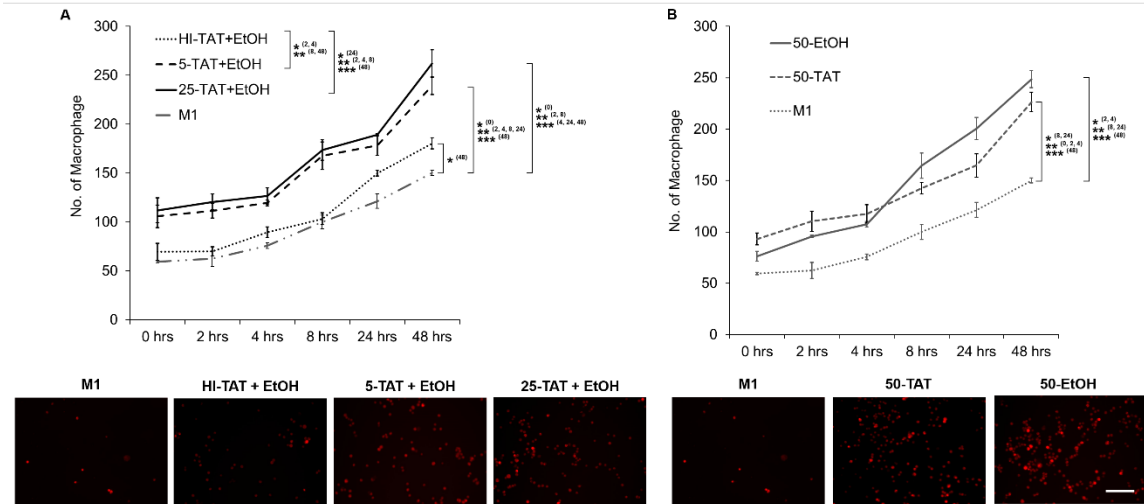 A
300
250
200
150
100
50
0
No. of Macrophage
HI-TAT+EtOH
5-TAT+EtOH
25-TAT+EtOH
M1
* (2, 4)
** (8, 48)
* (24)
** (2, 4, 8)
*** (48)
* (48)
* (0)
** (2, 4, 8, 24)
*** (48)
* (0)
** (2, 8)
*** (4, 24, 48)
0 hrs 2 hrs 4 hrs 8 hrs 24 hrs 48 hrs
M1 HI-TAT + EtOH 5-TAT + EtOH 25-TAT + EtOH
B
300
250
200
150
100
50
0
No. of Macrophage
50-EtOH
50-TAT
M1
* (8, 24)
** (0, 2, 4)
*** (48)
* (2, 4)
** (8, 24)
*** (48)
0 hrs 2 hrs 4 hrs 8 hrs 24 hrs 48 hrs
M1 50-TAT 50-EtOH